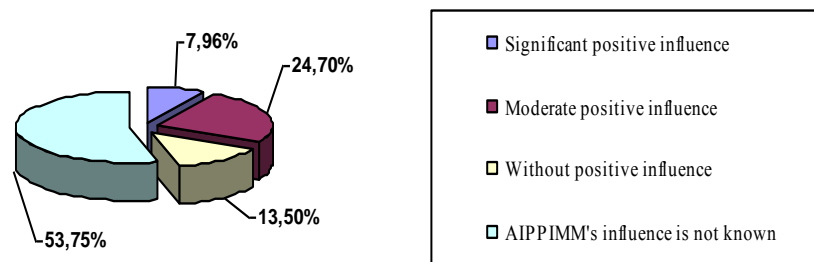 7,96%
24,70%
13,50%
53,75%
Significant positive influence
Moderate positive influence
Without positive influence
AIPPIMM's influence is not known